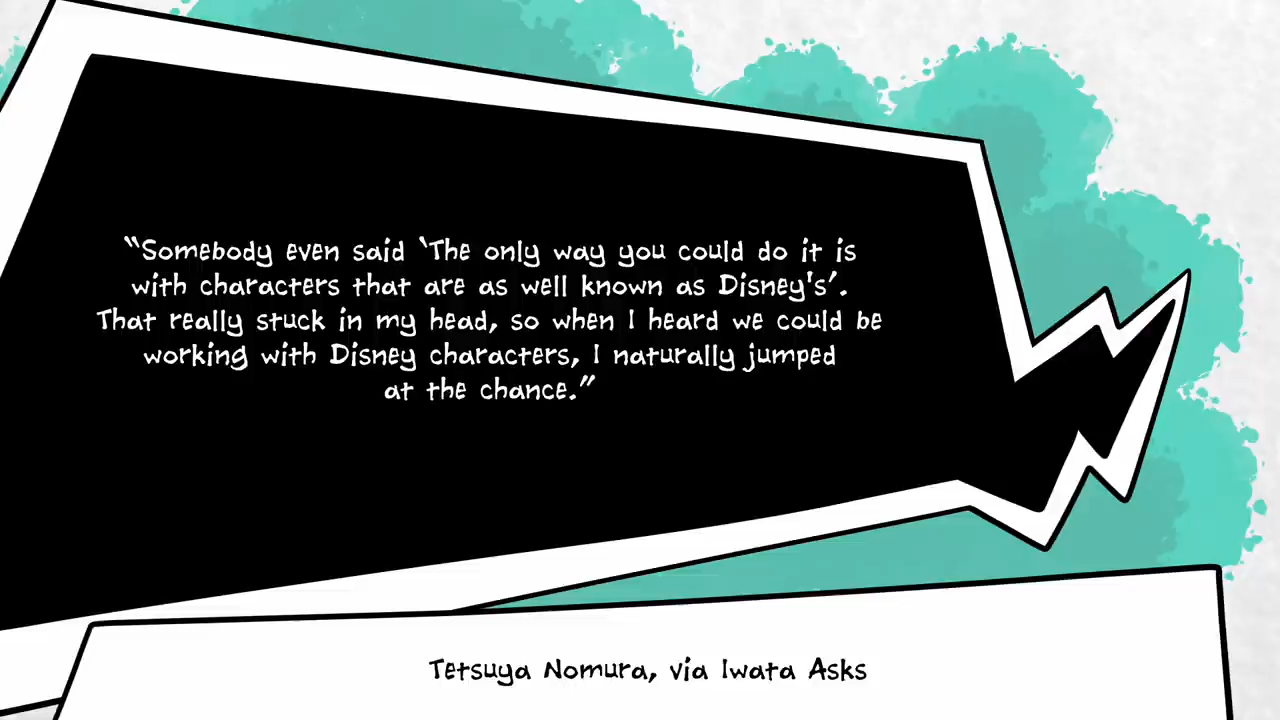 “Somebody even said ‘The only way you could do it is
with characters that are as well known as Disney's’.
That really stuck in my head, so when I heard we could be
working with Disney characters, I naturally jumped
at the chance.”
Tetsuya Nomura, via Iwata Asks